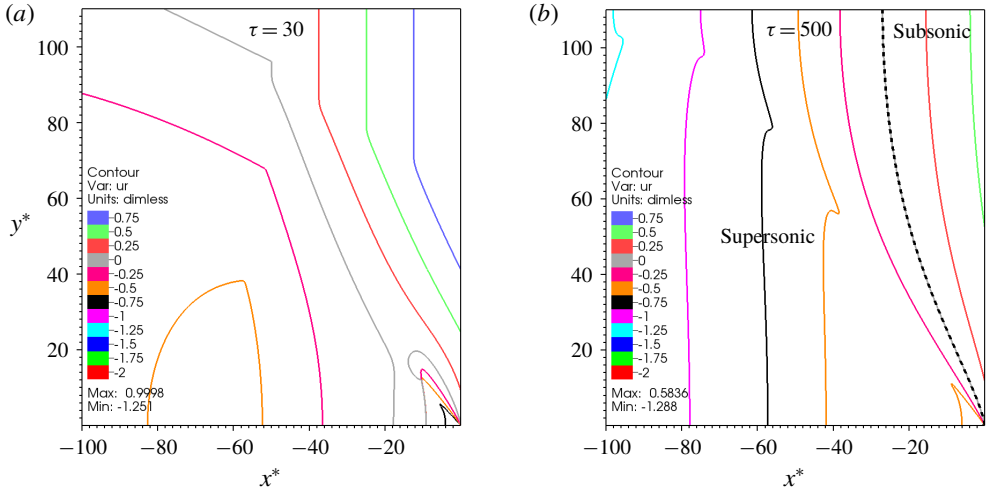 (a)
τ = 30
100
80
60
40
20
y*
Contour
Var: ur
Units: dimless
0.75
0.5
0.25
0
-0.25
-0.5
-0.75
-1
-1.25
-1.5
-1.75
-2
Max: 0.9998
Min: -1.251
−100 −80 −60 −40 −20
x*
(b)
τ = 500
Subsonic
Supersonic
100
80
60
40
20
Contour
Var: ur
Units: dimless
0.75
0.5
0.25
0
-0.25
-0.5
-0.75
-1
-1.25
-1.5
-1.75
-2
Max: 0.5836
Min: -1.288
−100 −80 −60 −40 −20
x*